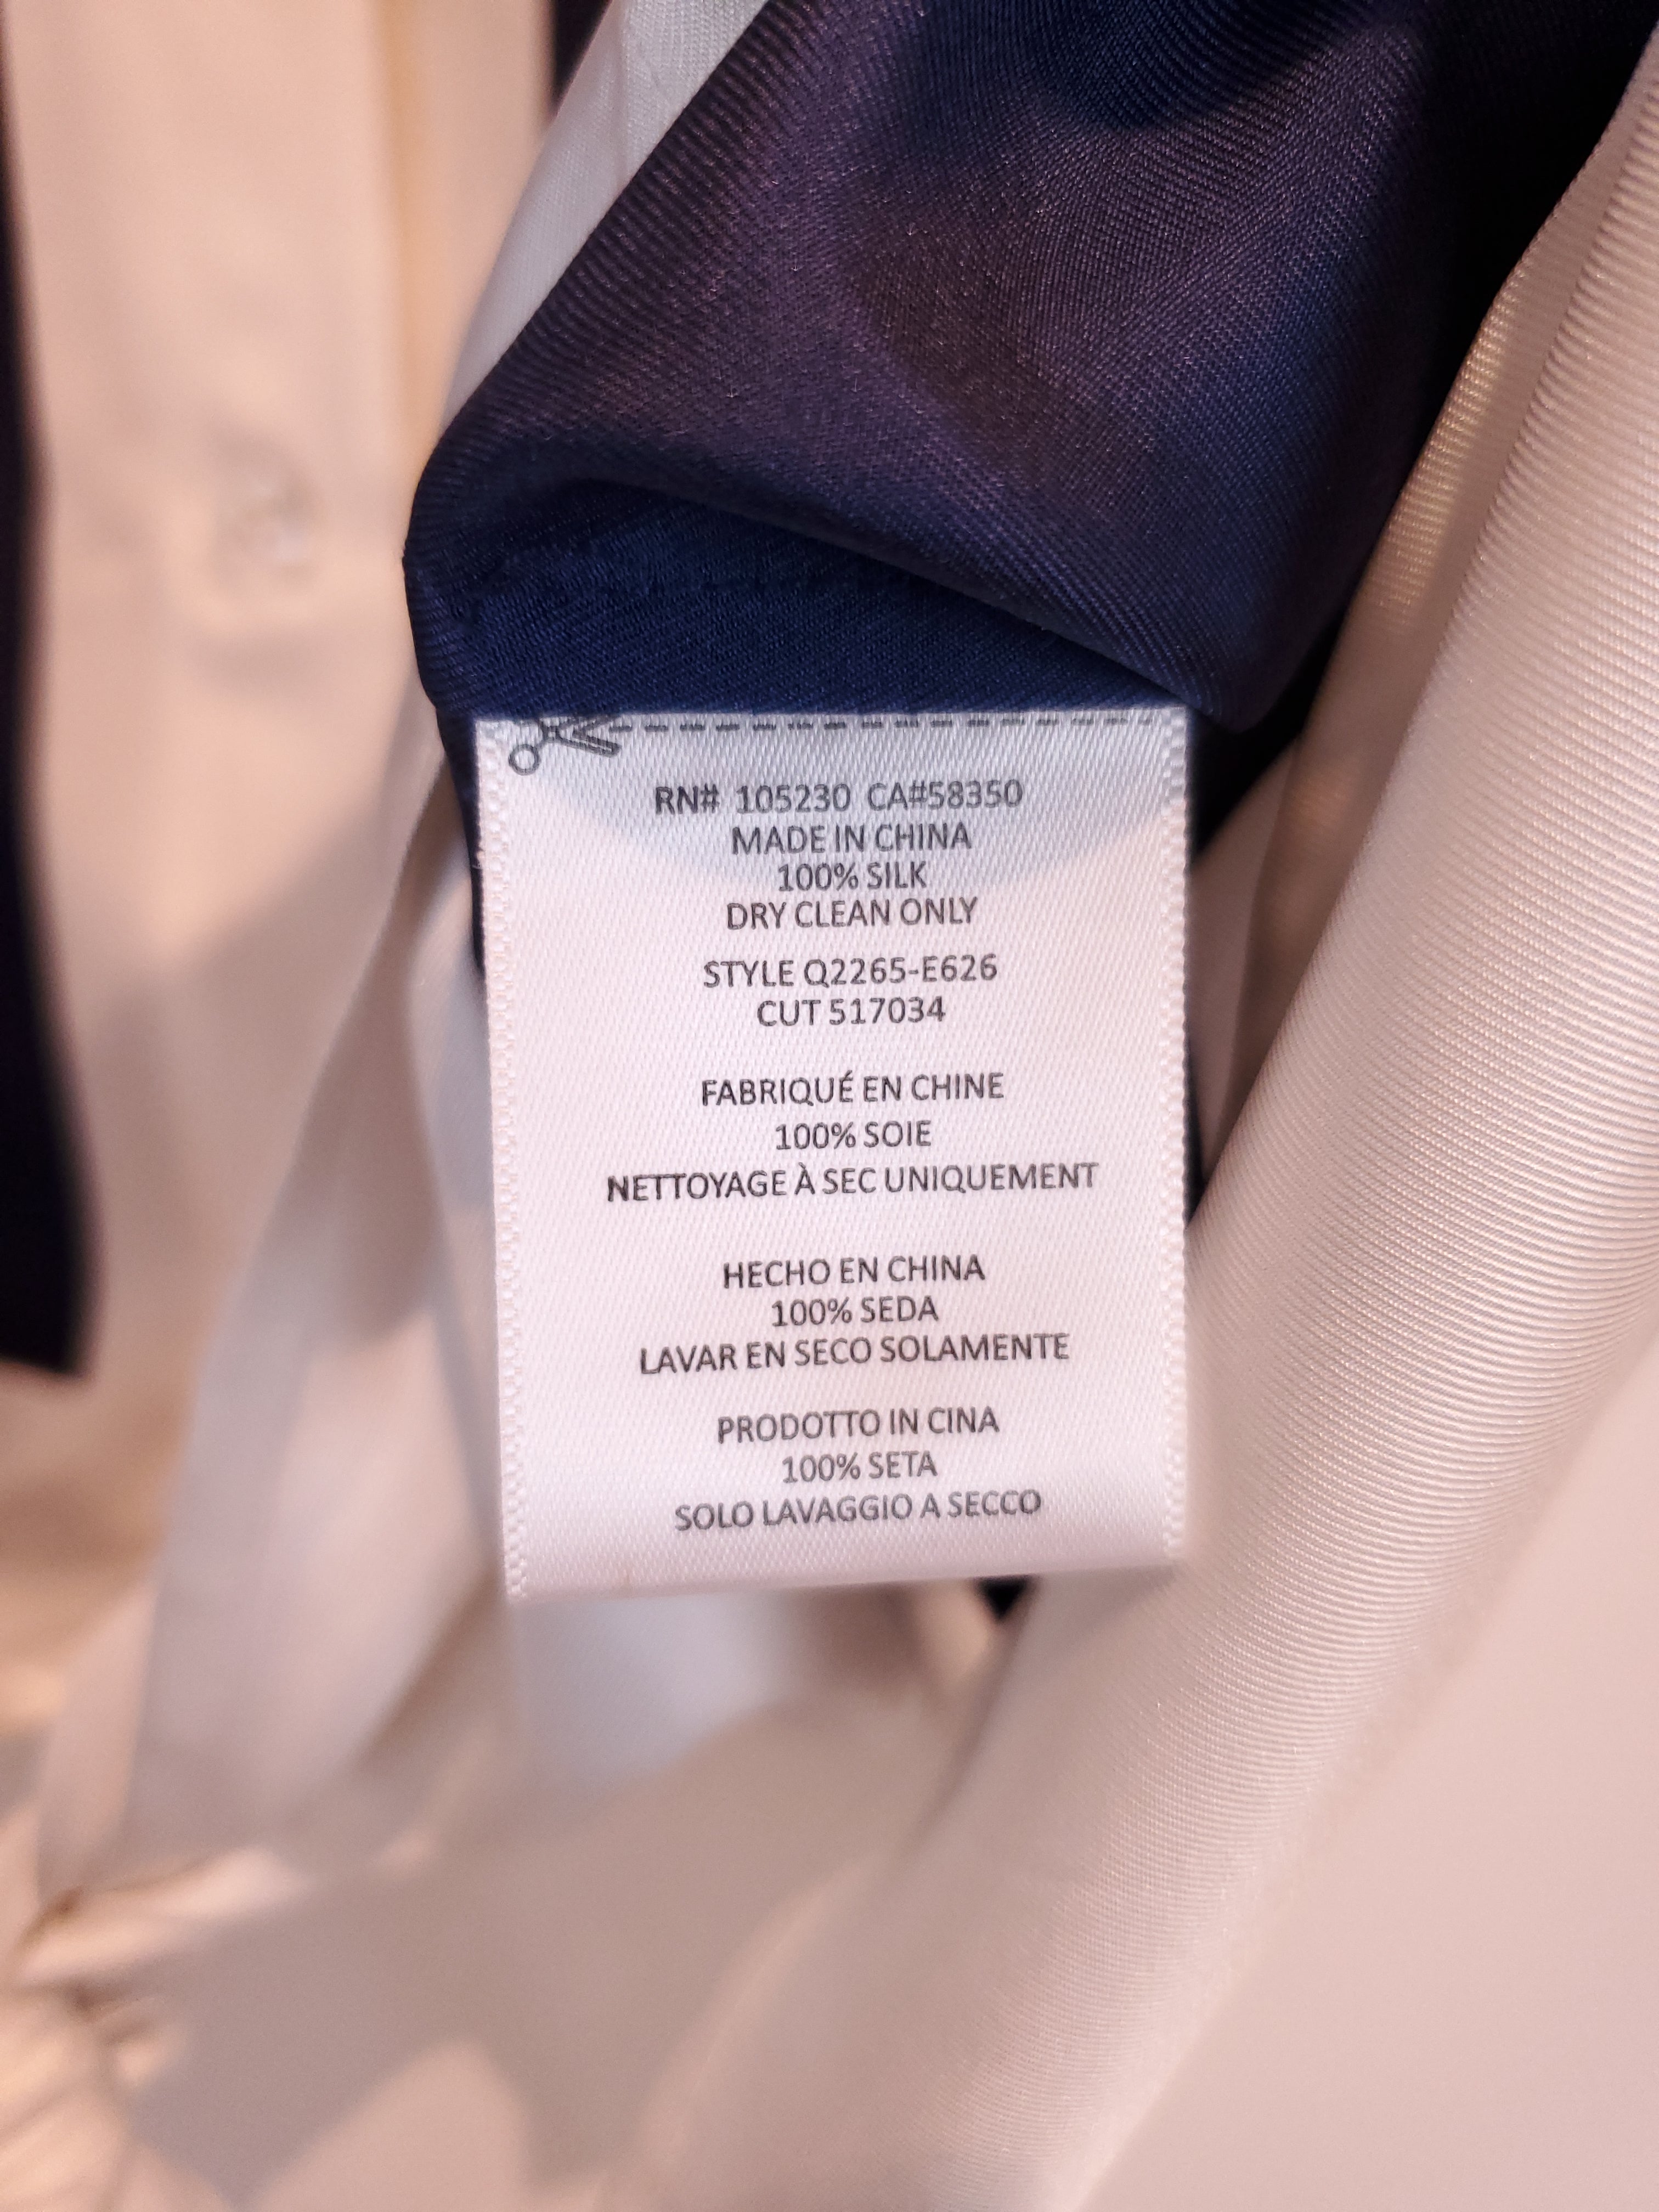 RN# 105230 CA#58350
MADE IN CHINA
100% SILK
DRY CLEAN ONLY
STYLE Q2265-E626
CUT 517034
FABRIQUÉ EN CHINE
100% SOIE
NETTOYAGE À SEC UNIQUEMENT
HECHO EN CHINA
100% SEDA
LAVAR EN SECO SOLAMENTE
PRODOTTO IN CINA
100% SETA
SOLO LAVAGGIO A SECCO